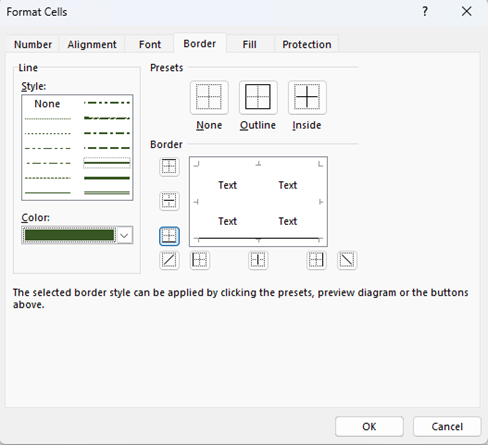 Format Cells
?
Number Alignment Font Border Fill Protection
Line
Style:
None
Color:
Presets
None Outline Inside
Border
Text Text
Text Text
The selected border style can be applied by clicking the presets, preview diagram or the buttons
above.
OK Cancel